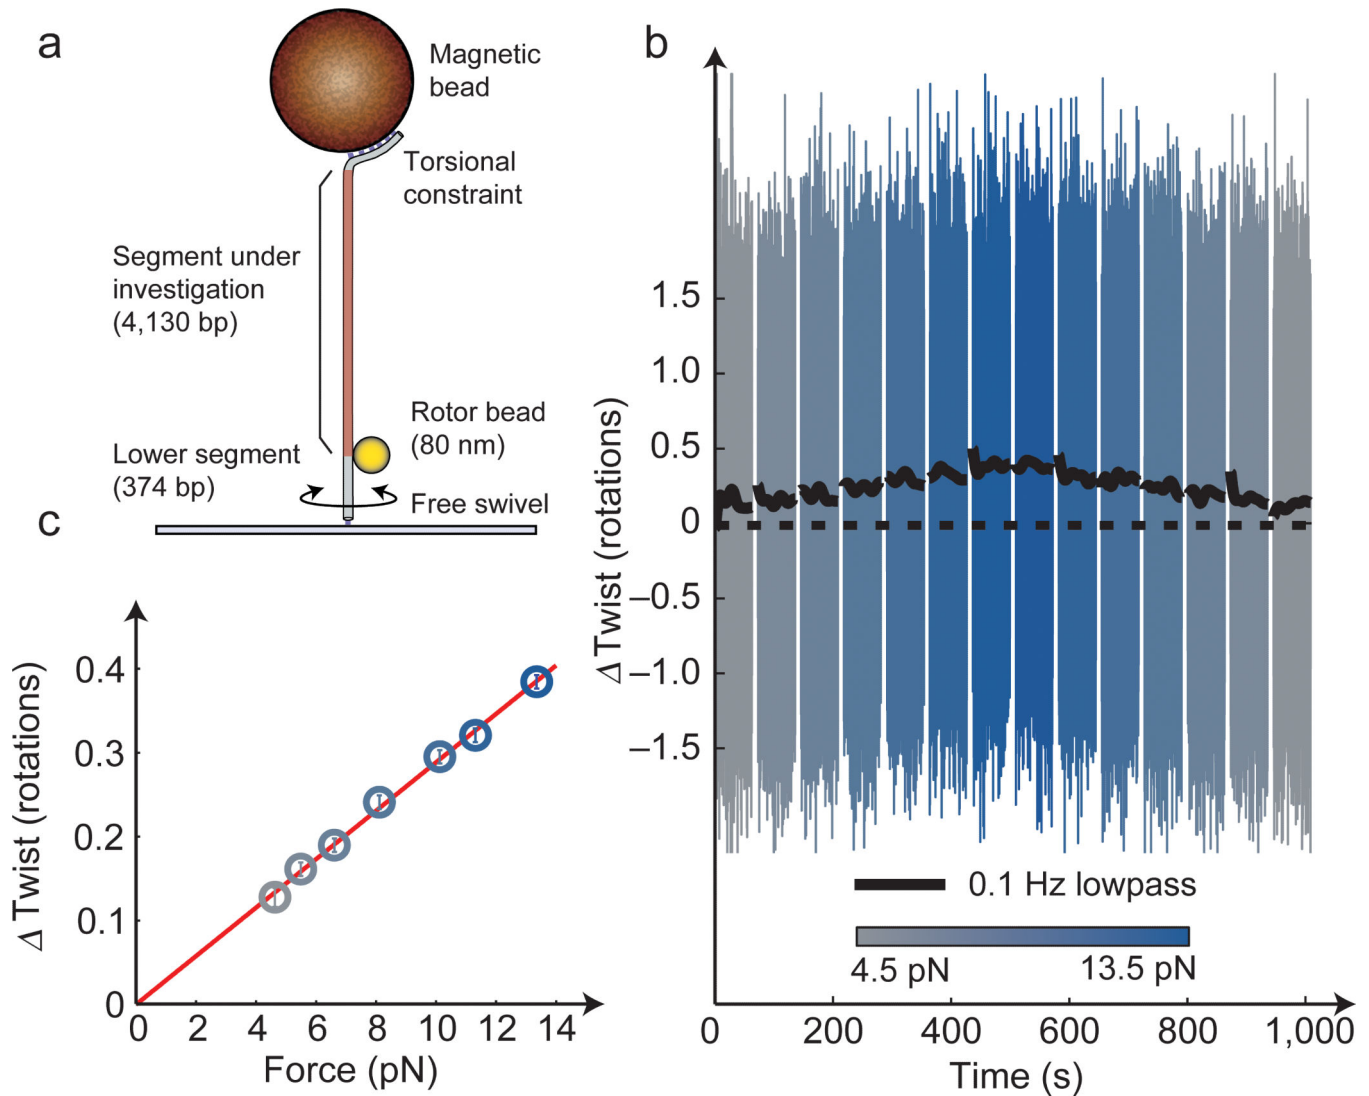 a
Magnetic
bead
Torsional
constraint
Segment under
investigation
(4,130 bp)
Rotor bead
(80 nm)
Lower segment
(374 bp)
Free swivel
b
Δ Twist (rotations)
1.5
1.0
0.5
0
–0.5
–1.0
–1.5
0.1 Hz lowpass
4.5 pN
13.5 pN
0
200
400
600
800
1,000
Time (s)
c
Δ Twist (rotations)
0.4
0.3
0.2
0.1
0
0
2
4
6
8
10
12
14
Force (pN)